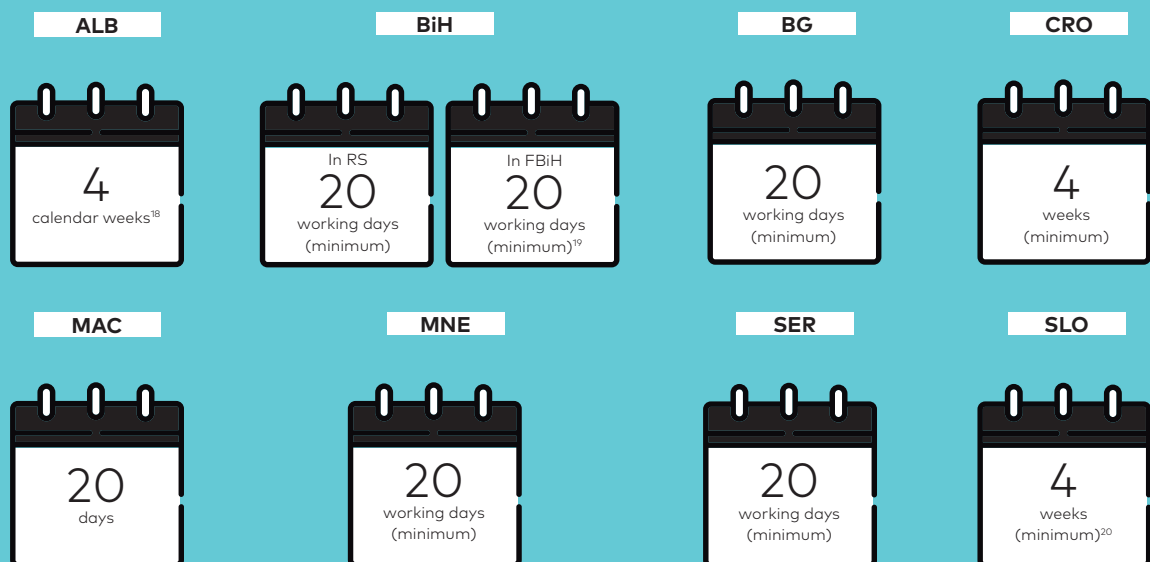 ALB
4
calendar weeks18
BiH
In RS
20
working days
(minimum)
In FBiH
20
working days
(minimum)19
BG
20
working days
(minimum)
CRO
4
weeks
(minimum)
MAC
20
days
MNE
20
working days
(minimum)
SER
20
working days
(minimum)
SLO
4
weeks
(minimum)20